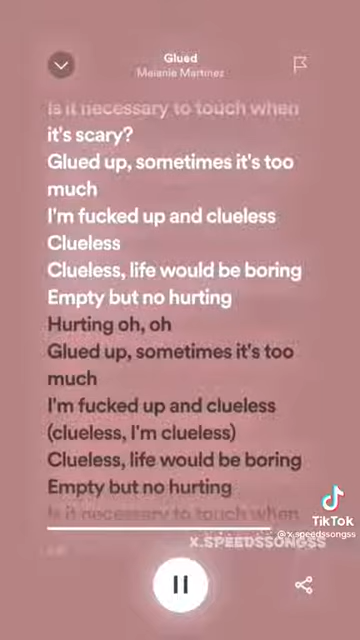 Glued
Melanie Martinez
Is it necessary to touch when
it's scary?
Glued up, sometimes it's too
much
I'm fucked up and clueless
Clueless
Clueless, life would be boring
Empty but no hurting
Hurting oh, oh
Glued up, sometimes it's too
much
I'm fucked up and clueless
(clueless, I'm clueless)
Clueless, life would be boring
Empty but no hurting
Is it necessary to touch when
TikTok
@x.speedssongss
X.SPEEDSSONGSS